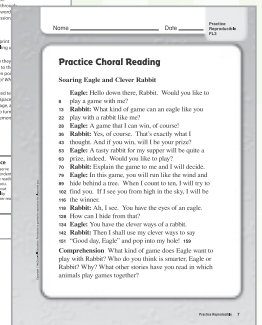 Name Date
Practice
Reproducible
PL3
Practice Choral Reading
Soaring Eagle and Clever Rabbit
Eagle: Hello down there, Rabbit. Would you like to
8 play a game with me?
13 Rabbit: What kind of game can an eagle like you
22 play with a rabbit like me?
28 Eagle: A game that I can win, of course!
36 Rabbit: Yes, of course. That's exactly what I
43 thought. And if you win, will I be your prize?
53 Eagle: A tasty rabbit for my supper will be quite a
63 prize, indeed. Would you like to play?
70 Rabbit: Explain the game to me and I will decide.
79 Eagle: In this game, you will run like the wind and
89 hide behind a tree. When I count to ten, I will try to
102 find you. If I see you from high in the sky, I will be
116 the winner.
118 Rabbit: Ah, I see. You have the eyes of an eagle.
128 How can I hide from that?
134 Eagle: You have the clever ways of a rabbit.
142 Rabbit: Then I shall use my clever ways to say
151 "Good day, Eagle" and pop into my hole! 159
Comprehension What kind of game does Eagle want to
play with Rabbit? Who do you think is smarter, Eagle or
Rabbit? Why? What other stories have you read in which
animals play games together?
Practice Reproducible 7